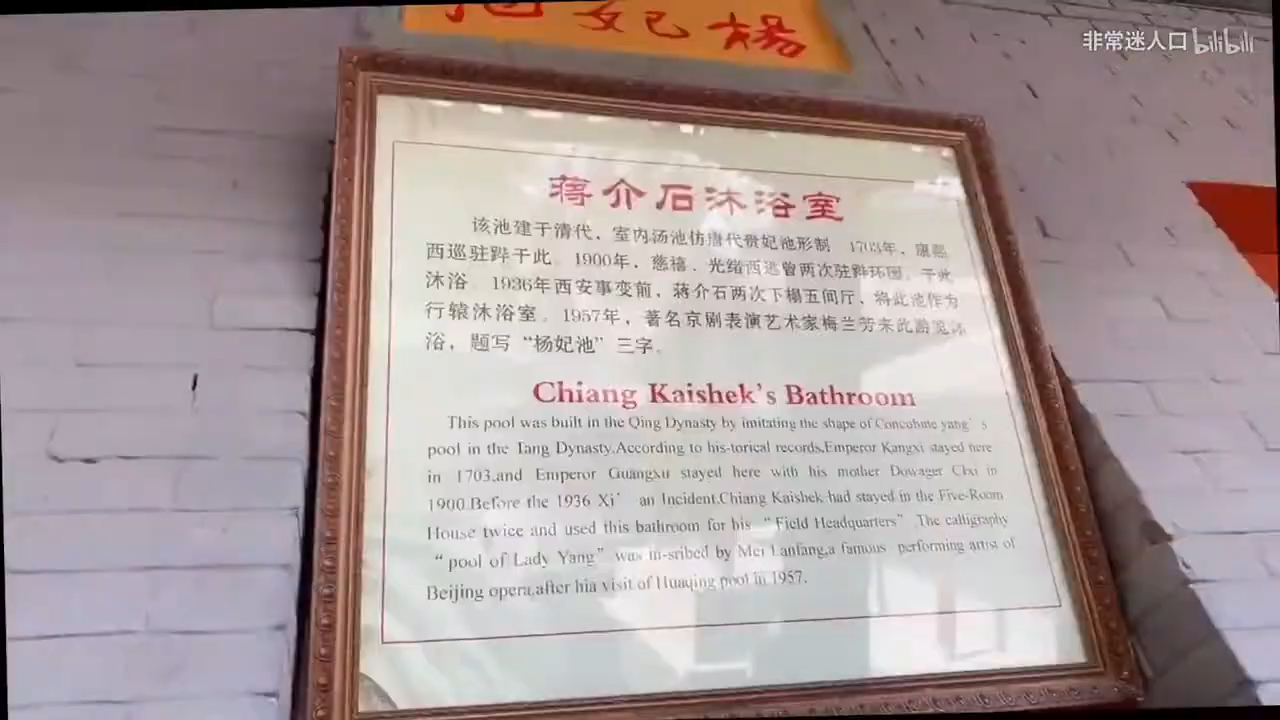 池妃楊
非常迷人口 bilibili
蒋介石沐浴室
该池建于清代，室内汤池仿唐代贵妃池形制 1703年，康熙
西巡驻跸于此 1900年，慈禧、光绪西逃曾两次驻跸环园，于此
沐浴 1936年西安事变前，蒋介石两次下榻五间厅，将此池作为
行辕沐浴室。1957年，著名京剧表演艺术家梅兰芳来此游览沐
浴，题写“杨妃池”三字。
Chiang Kaishek's Bathroom
This pool was built in the Qing Dynasty by imitating the shape of Concubine yang's
pool in the Tang Dynasty.According to his-torical records,Emperor Kangxi stayed here
in 1703,and Emperor Guangxu stayed here with his mother Dowager Cixi in
1900.Before the 1936 Xi' an Incident,Chiang Kaishek had stayed in the Five-Room
House twice and used this bathroom for his “Field Headquarters” The calligraphy
“pool of Lady Yang” was in-sribed by Mei Lanfang,a famous performing artist of
Beijing opera,after hia visit of Huaqing pool in 1957.